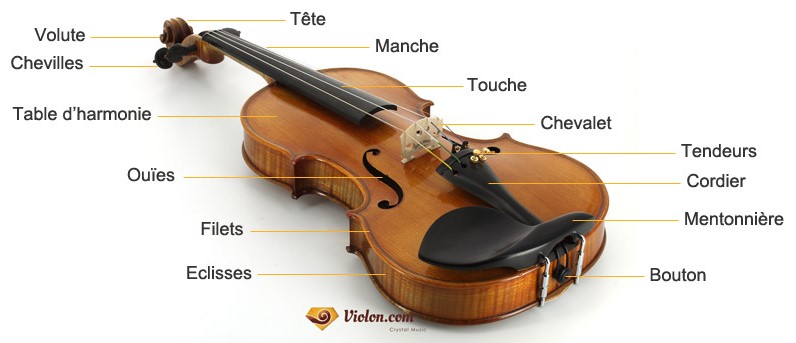 Tête
Volute
Manche
Chevilles
Touche
Table d’harmonie
Chevalet
Tendeurs
Ouïes
Cordier
Mentonnière
Filets
Eclisses
Bouton
Violon.com
Crystal Music